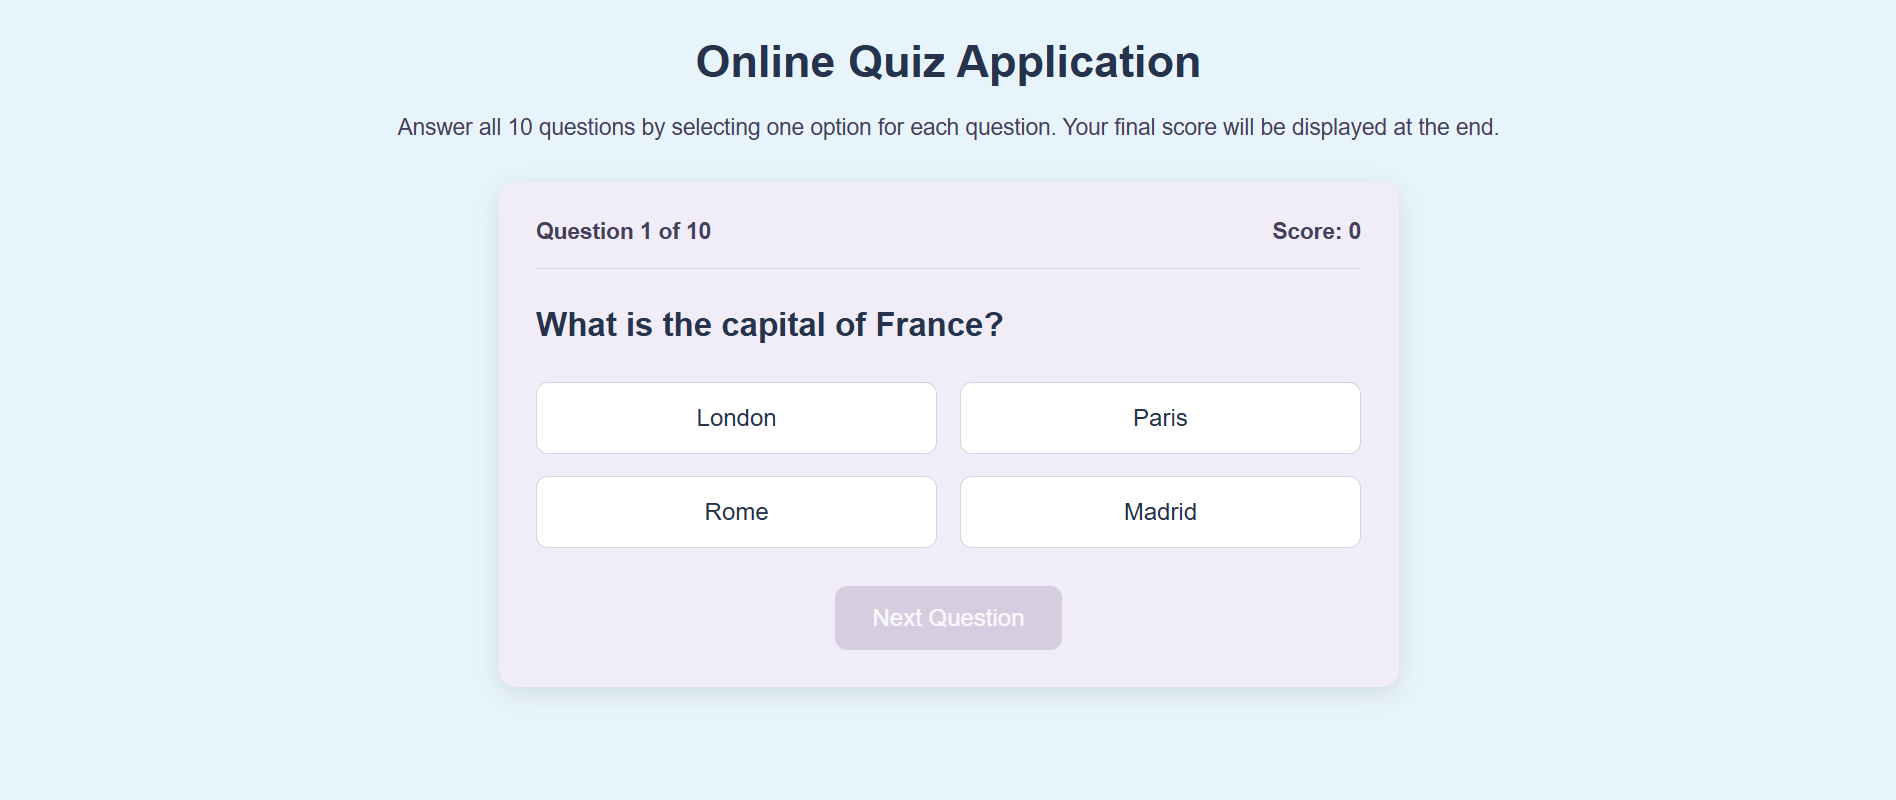 Online Quiz Application
Answer all 10 questions by selecting one option for each question. Your final score will be displayed at the end.
Question 1 of 10
Score: 0
What is the capital of France?
London
Paris
Rome
Madrid
Next Question